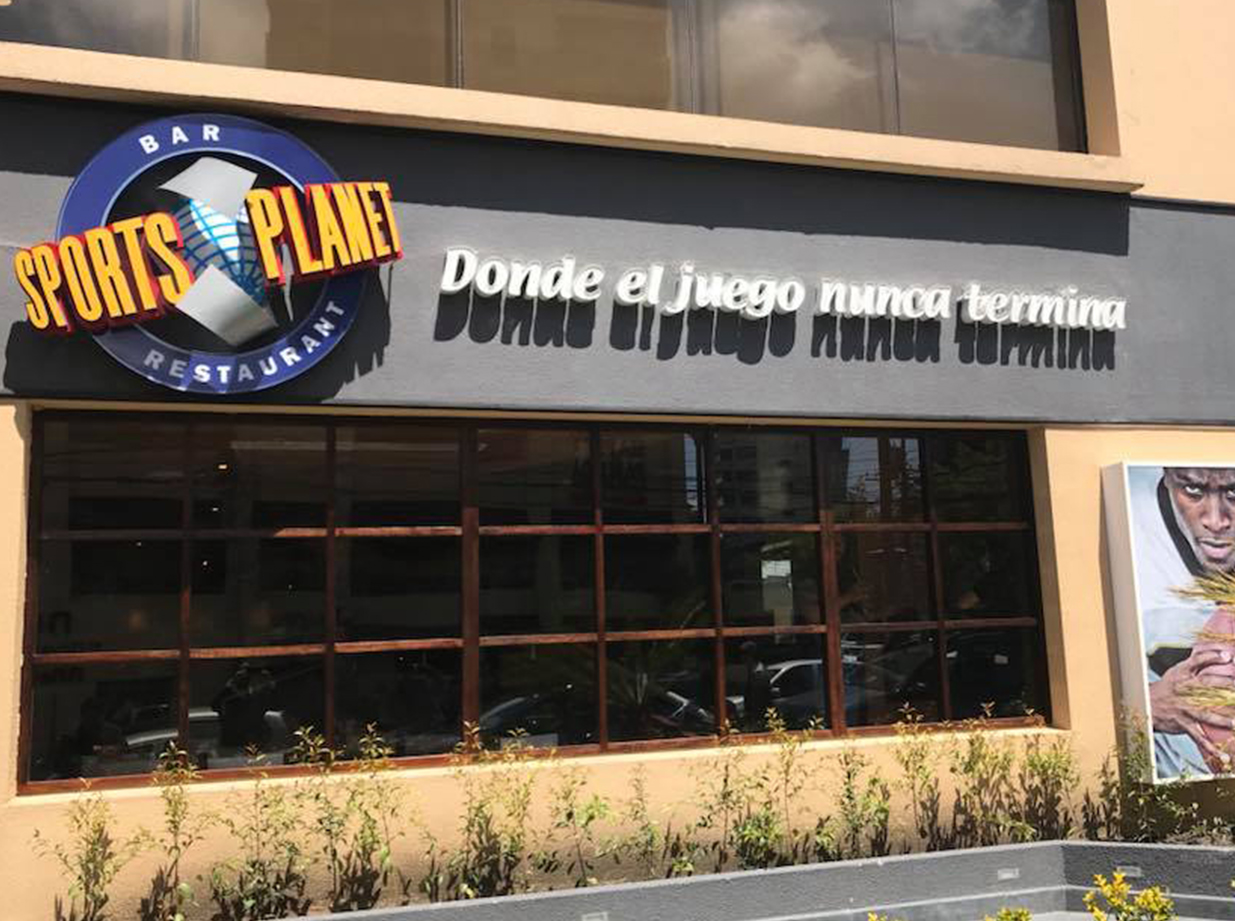 BAR
SPORTS PLANET
RESTAURANT
Donde el juego nunca termina